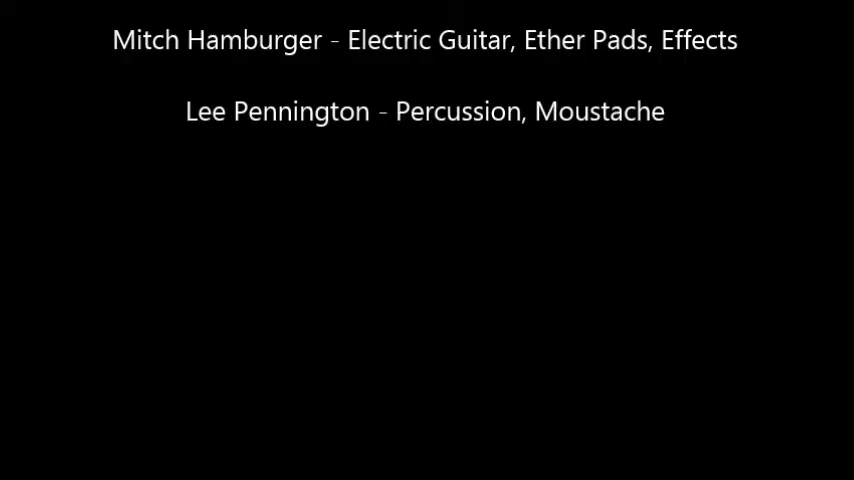 Mitch Hamburger - Electric Guitar, Ether Pads, Effects
Lee Pennington - Percussion, Moustache